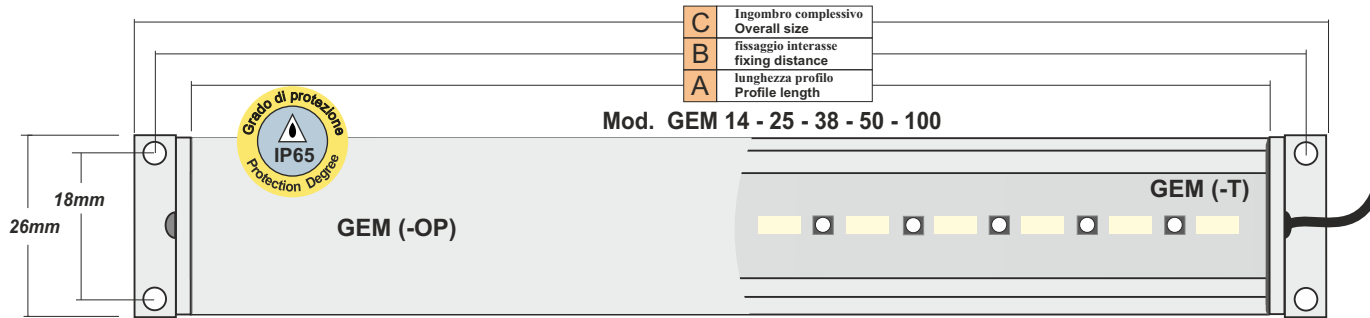 C Ingombro complessivo
Overall size
B fissaggio interasse
fixing distance
A lunghezza profilo
Profile length
Mod. GEM 14 - 25 - 38 - 50 - 100
Grado di protezione
IP65
Protection Degree
18mm
26mm
GEM (-OP)
GEM (-T)